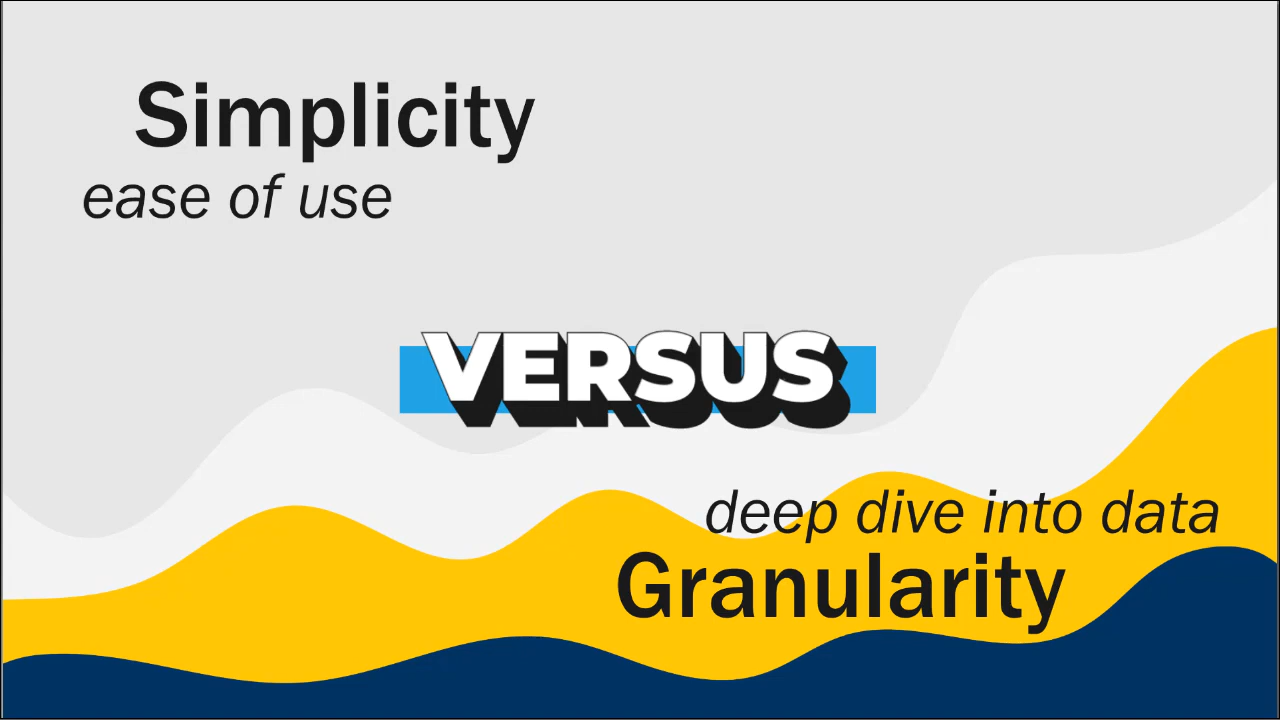 Simplicity
ease of use
VERSUS
deep dive into data
Granularity